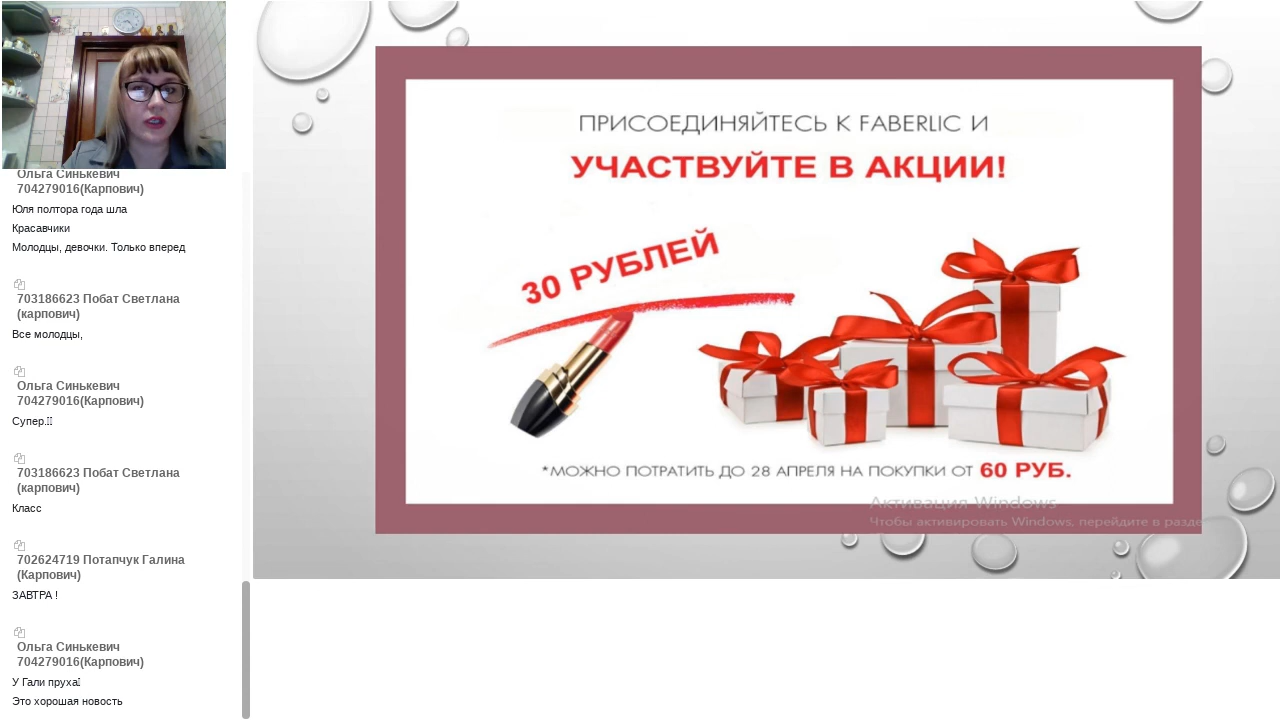 Ольга Синькевич
704279016(Карпович)
Юля полтора года шла
Красавчики
Молодцы, девочки. Только вперед
703186623 Побат Светлана
(карпович)
Все молодцы,
Ольга Синькевич
704279016(Карпович)
Супер.
703186623 Побат Светлана
(карпович)
Класс
702624719 Потапчук Галина
(Карпович)
ЗАВТРА !
Ольга Синькевич
704279016(Карпович)
У Гали пруха
Это хорошая новость
ПРИСОЕДИНЯЙТЕСЬ К FABERLIC И
УЧАСТВУЙТЕ В АКЦИИ!
30 РУБЛЕЙ
*МОЖНО ПОТРАТИТЬ ДО 28 АПРЕЛЯ НА ПОКУПКИ ОТ 60 РУБ.
Активация Windows
Чтобы активировать Windows, перейдите в разде